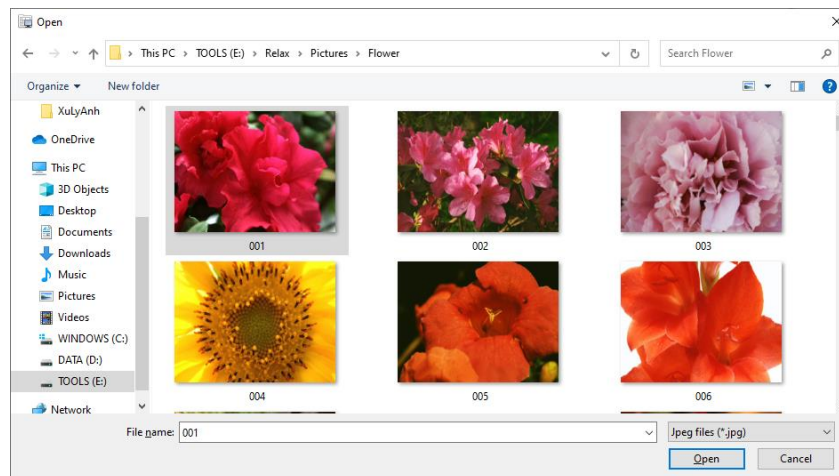 Open
This PC > TOOLS (E:) > Relax > Pictures > Flower
Search Flower
Organize
New folder
XuLyAnh
OneDrive
This PC
3D Objects
Desktop
Documents
Downloads
Music
Pictures
Videos
WINDOWS (C:)
DATA (D:)
TOOLS (E:)
Network
001
002
003
004
005
006
File name: 001
Jpeg files (*.jpg)
Open
Cancel